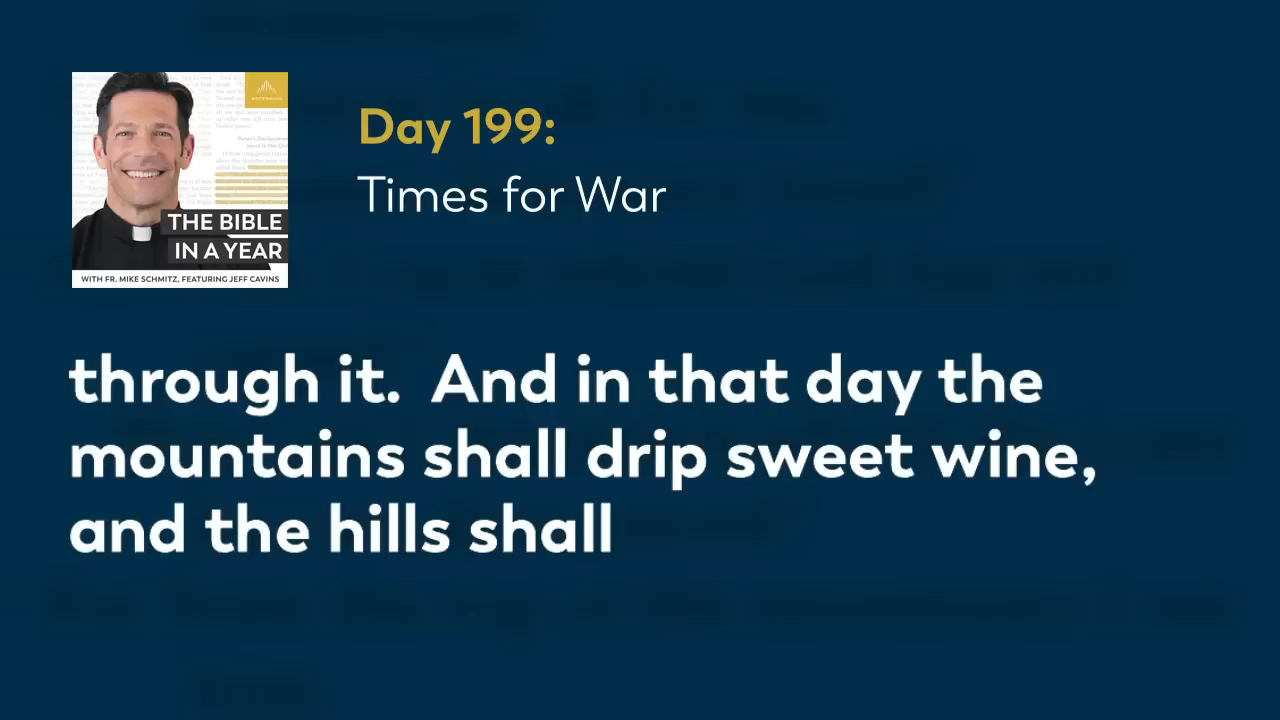 Day 199:
Times for War
THE BIBLE
IN A YEAR
WITH FR. MIKE SCHMITZ, FEATURING JEFF CAVINS
through it.  And in that day the
mountains shall drip sweet wine,
and the hills shall